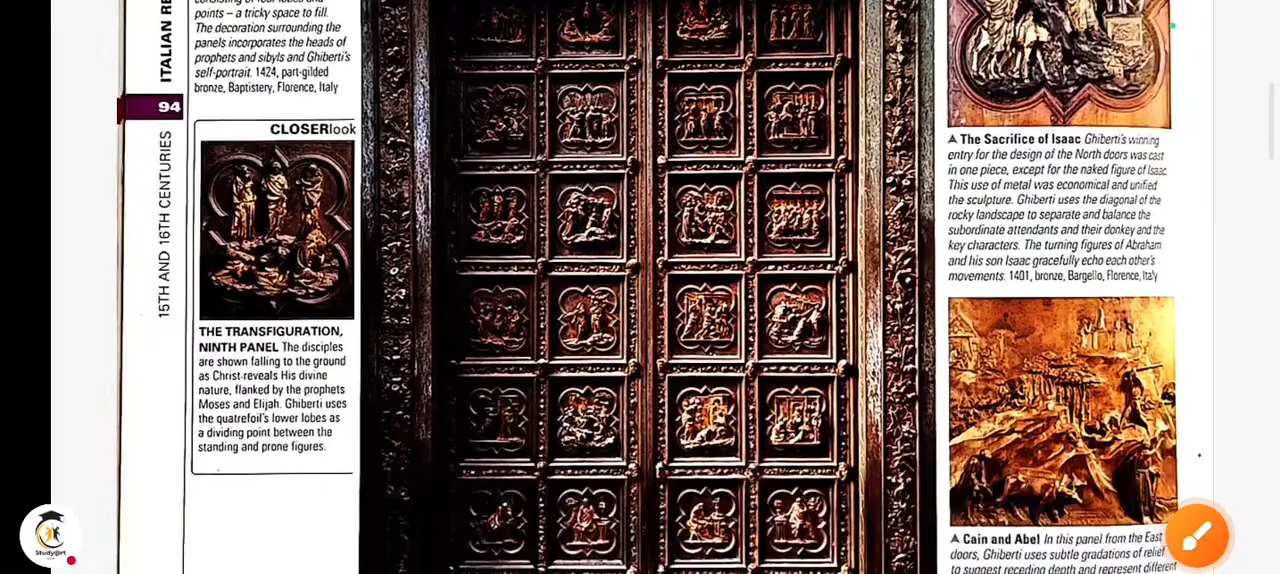 consisting of four lobes and
points – a tricky space to fill.
The decoration surrounding the
panels incorporates the heads of
prophets and sibyls and Ghiberti's
self-portrait. 1424, part-gilded
bronze, Baptistery, Florence, Italy
ITALIAN RE
94
15TH AND 16TH CENTURIES
CLOSERlook
THE TRANSFIGURATION,
NINTH PANEL The disciples
are shown falling to the ground
as Christ reveals His divine
nature, flanked by the prophets
Moses and Elijah. Ghiberti uses
the quatrefoil's lower lobes as
a dividing point between the
standing and prone figures.
▲ The Sacrifice of Isaac Ghiberti's winning
entry for the design of the North doors was cast
in one piece, except for the naked figure of Isaac.
This use of metal was economical and unified
the sculpture. Ghiberti uses the diagonal of the
rocky landscape to separate and balance the
subordinate attendants and their donkey and the
key characters. The turning figures of Abraham
and his son Isaac gracefully echo each other's
movements. 1401, bronze, Bargello, Florence, Italy
▲ Cain and Abel In this panel from the East
doors, Ghiberti uses subtle gradations of relief
to suggest receding depth and represent different
Study@rt